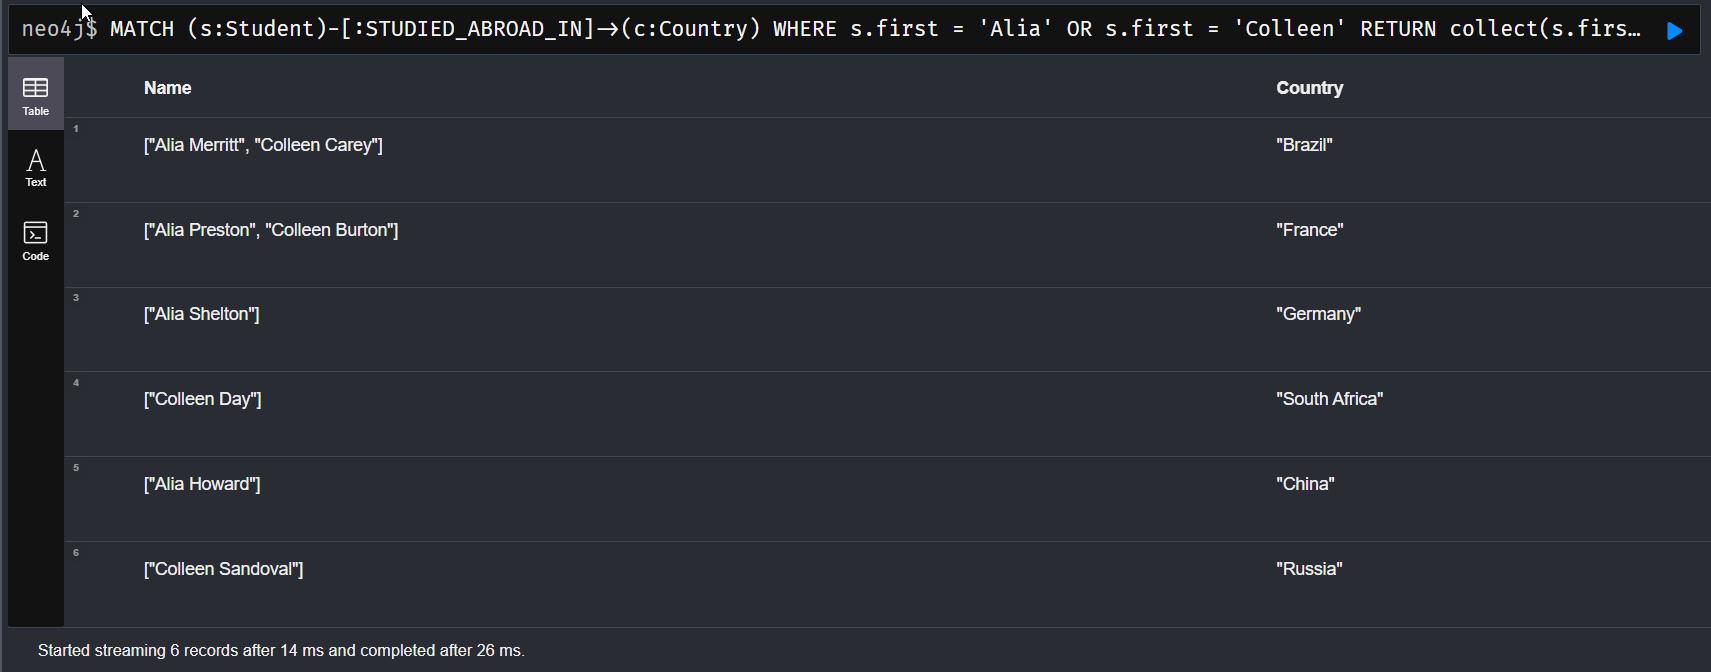 neo4j$ MATCH (s:Student)-[:STUDIED_ABROAD_IN]→(c:Country) WHERE s.first = 'Alia' OR s.first = 'Colleen' RETURN collect(s.firs…
Table
Text
Code
Name Country
1
["Alia Merritt", "Colleen Carey"] "Brazil"
2
["Alia Preston", "Colleen Burton"] "France"
3
["Alia Shelton"] "Germany"
4
["Colleen Day"] "South Africa"
5
["Alia Howard"] "China"
6
["Colleen Sandoval"] "Russia"
Started streaming 6 records after 14 ms and completed after 26 ms.